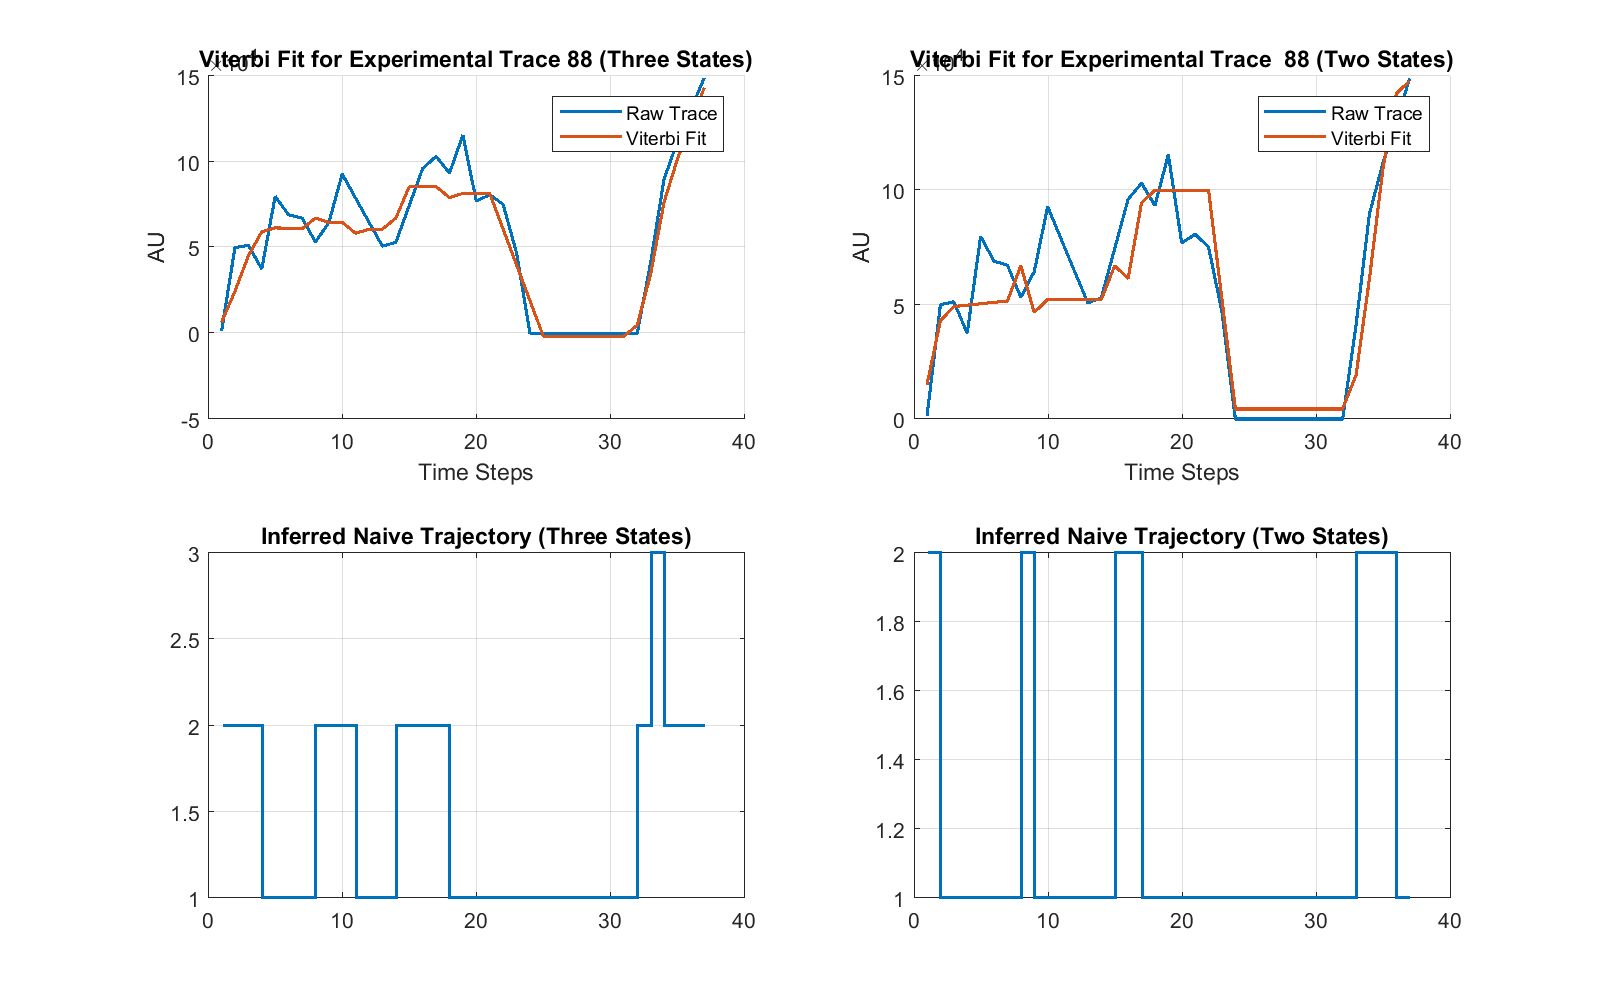 Viterbi Fit for Experimental Trace 88 (Three States)
15
10
5
0
-5
AU
0 10 20 30 40
Time Steps
Raw Trace
Viterbi Fit
Viterbi Fit for Experimental Trace  88 (Two States)
15
10
5
0
AU
0 10 20 30 40
Time Steps
Raw Trace
Viterbi Fit
Inferred Naive Trajectory (Three States)
3
2.5
2
1.5
1
0 10 20 30 40
Inferred Naive Trajectory (Two States)
2
1.8
1.6
1.4
1.2
1
0 10 20 30 40